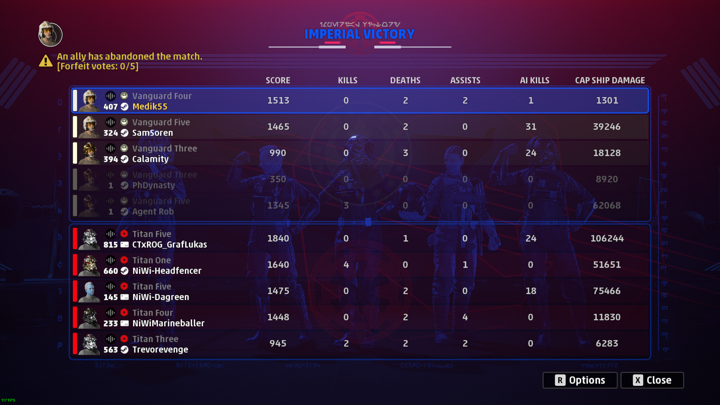 IMPERIAL VICTORY
An ally has abandoned the match.
[Forfeit votes: 0/5]
SCORE KILLS DEATHS ASSISTS AI KILLS CAP SHIP DAMAGE
Vanguard Four
407 Medik55 1513 0 2 2 1 1301
Vanguard Five
324 SamSoren 1465 0 2 0 31 39246
Vanguard Three
394 Calamity 990 0 3 0 24 18128
Vanguard Three
1 PhDynasty 350 0 0 0 0 8920
Vanguard Five
1 Agent Rob 1345 3 0 0 0 62068
Titan Five
815 CTxROG_GrafLukas 1840 0 1 0 24 106244
Titan One
660 NiWi-Headfencer 1640 4 0 1 0 51651
Titan Five
145 NiWi-Dagreen 1475 0 2 0 18 75466
Titan Four
233 NiWiMarineballer 1448 0 2 4 0 11830
Titan Three
563 Trevorevenge 945 2 2 2 0 6283
R Options X Close